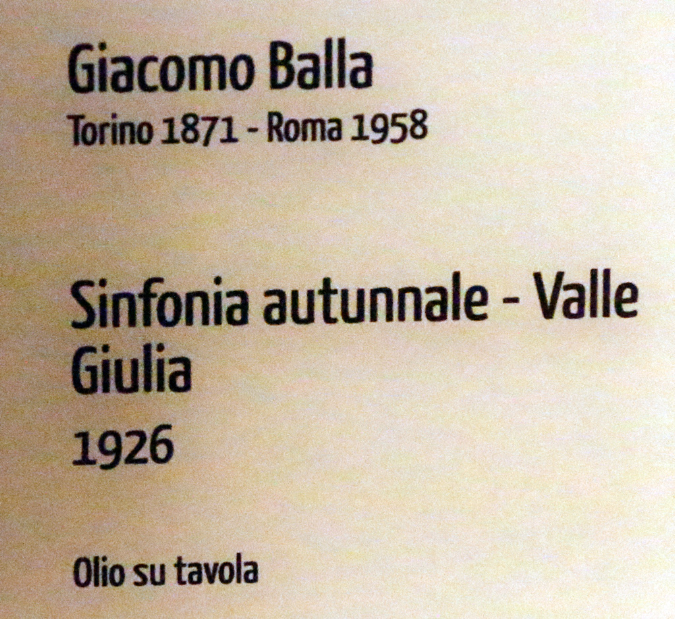 Giacomo Balla
Torino 1871 - Roma 1958
Sinfonia autunnale - Valle
Giulia
1926
Olio su tavola